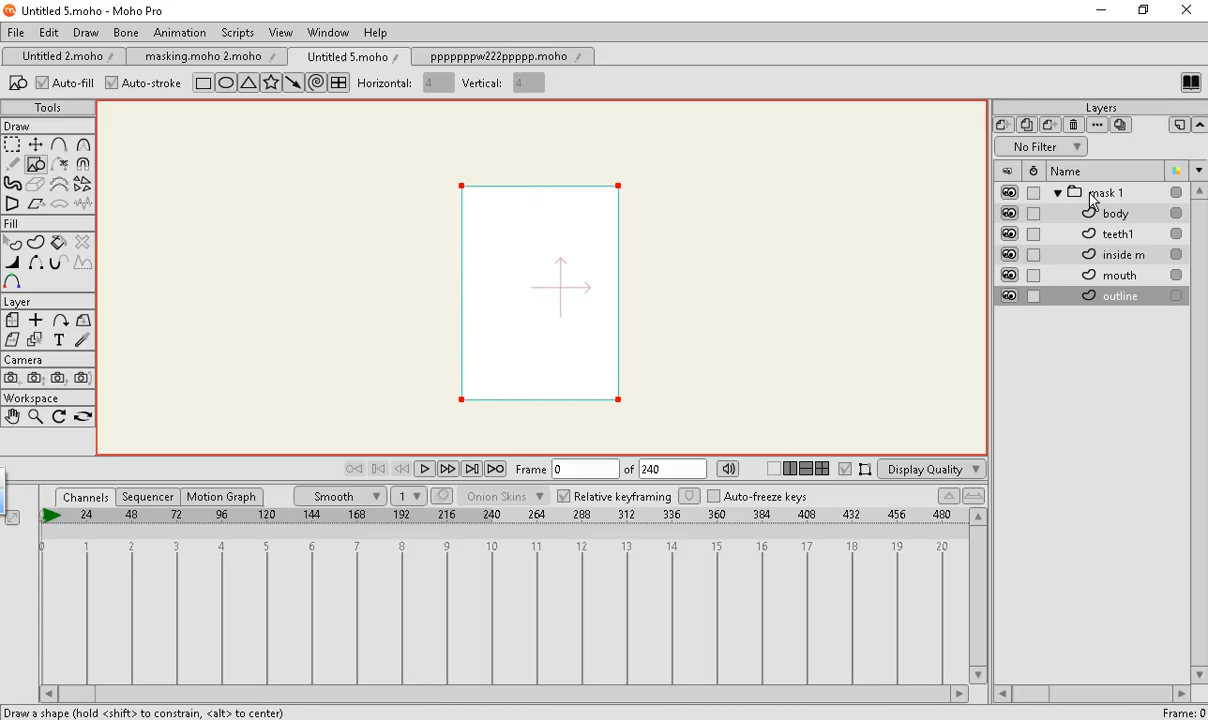 Untitled 5.moho - Moho Pro
File Edit Draw Bone Animation Scripts View Window Help
Untitled 2.moho masking.moho 2.moho Untitled 5.moho pppppppw222ppppp.moho
Auto-fill Auto-stroke Horizontal: 4 Vertical: 4
Tools
Draw
Fill
Layer
T
Camera
Workspace
Layers
No Filter
Name
mask 1
body
teeth1
inside m
mouth
outline
Frame 0 of 240 Display Quality
Channels Sequencer Motion Graph Smooth 1 Onion Skins Relative keyframing Auto-freeze keys
24 48 72 96 120 144 168 192 216 240 264 288 312 336 360 384 408 432 456 480
0 1 2 3 4 5 6 7 8 9 10 11 12 13 14 15 16 17 18 19 20
Draw a shape (hold <shift> to constrain, <alt> to center) Frame: 0